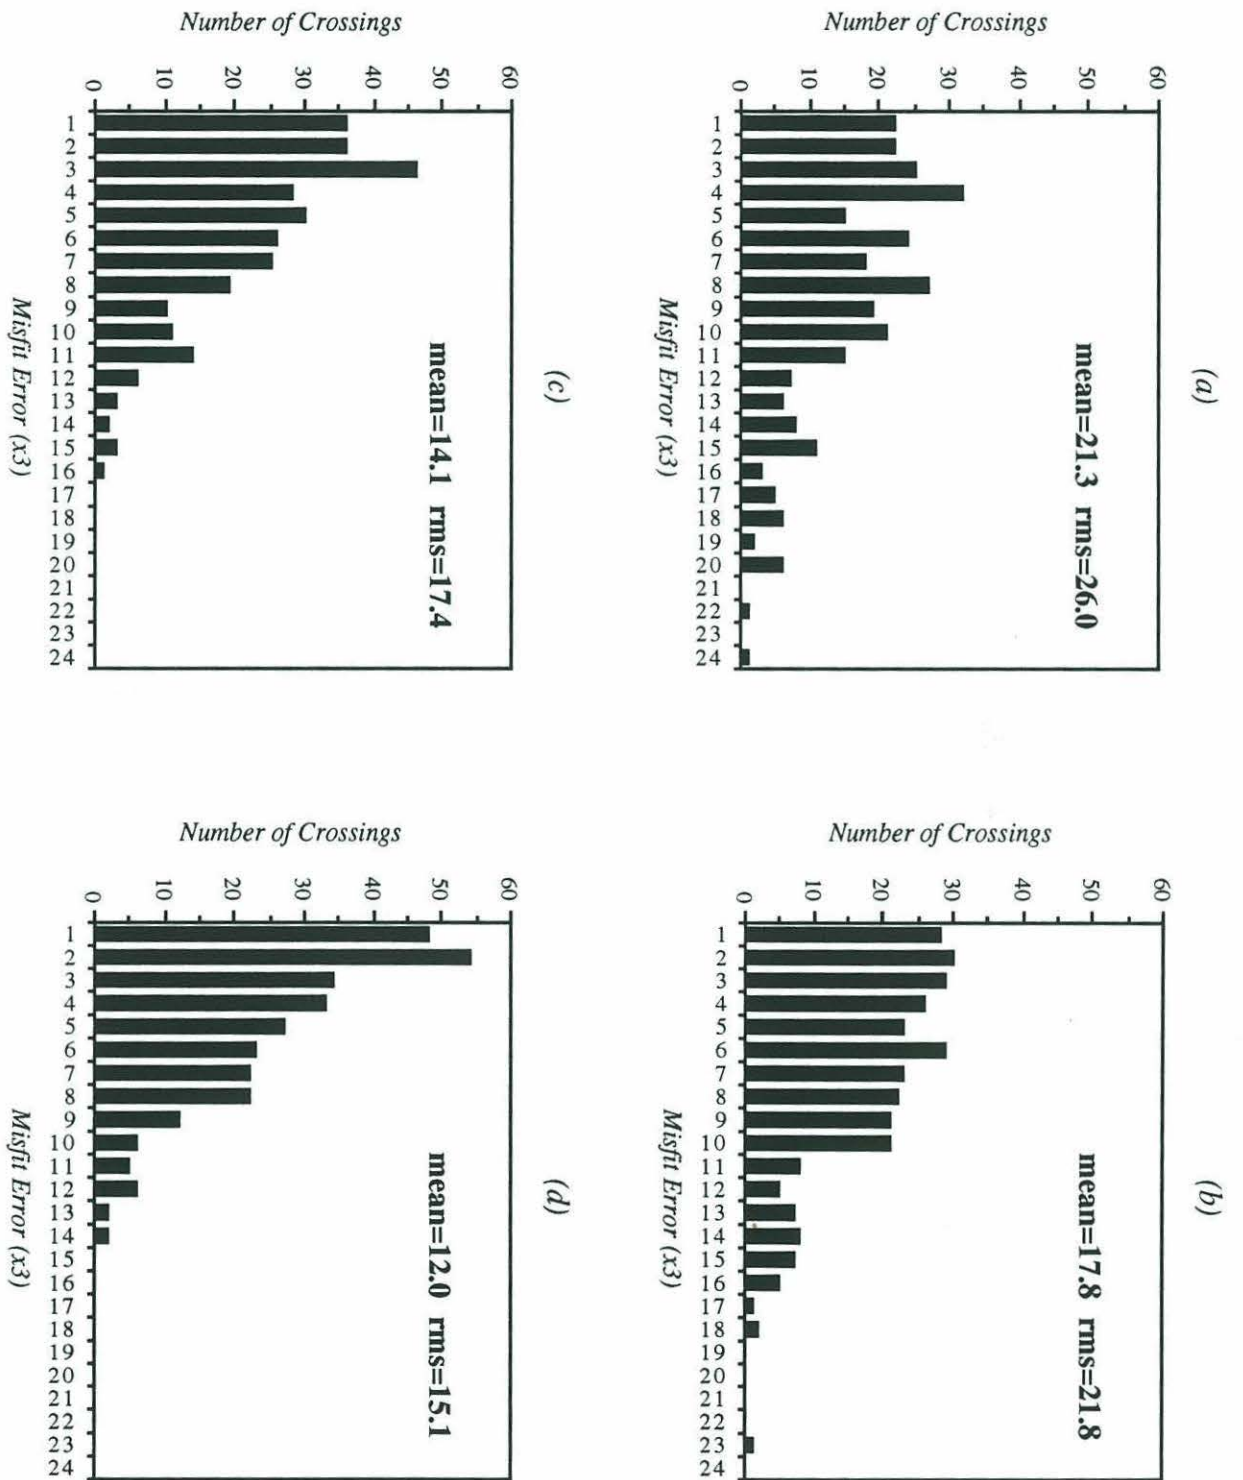 (a)
mean=21.3 rms=26.0
Number of Crossings
60
50
40
30
20
10
0
1 2 3 4 5 6 7 8 9 10 11 12 13 14 15 16 17 18 19 20 21 22 23 24
Misfit Error (x3)
(b)
mean=17.8 rms=21.8
Number of Crossings
60
50
40
30
20
10
0
1 2 3 4 5 6 7 8 9 10 11 12 13 14 15 16 17 18 19 20 21 22 23 24
Misfit Error (x3)
(c)
mean=14.1 rms=17.4
Number of Crossings
60
50
40
30
20
10
0
1 2 3 4 5 6 7 8 9 10 11 12 13 14 15 16 17 18 19 20 21 22 23 24
Misfit Error (x3)
(d)
mean=12.0 rms=15.1
Number of Crossings
60
50
40
30
20
10
0
1 2 3 4 5 6 7 8 9 10 11 12 13 14 15 16 17 18 19 20 21 22 23 24
Misfit Error (x3)